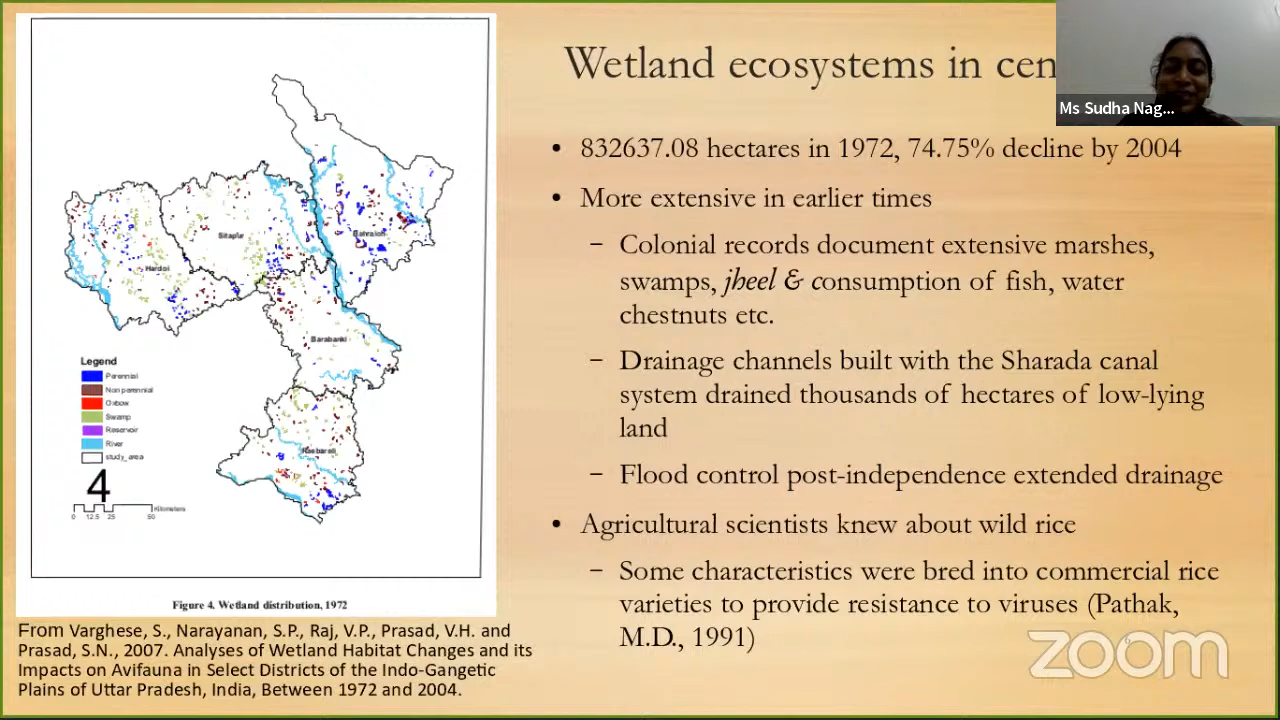 Wetland ecosystems in cen
Ms Sudha Nag...
• 832637.08 hectares in 1972, 74.75% decline by 2004
• More extensive in earlier times
– Colonial records document extensive marshes,
swamps, jheel & consumption of fish, water
chestnuts etc.
– Drainage channels built with the Sharada canal
system drained thousands of hectares of low-lying
land
– Flood control post-independence extended drainage
• Agricultural scientists knew about wild rice
– Some characteristics were bred into commercial rice
varieties to provide resistance to viruses (Pathak,
M.D., 1991)
Sitapur
Bahraich
Hardoi
Barabanki
Raebareli
Legend
Perennial
Non perennial
Oxbow
Swamp
Reservoir
River
study_area
4
Kilometers
0 12.5 25 50
Figure 4. Wetland distribution, 1972
From Varghese, S., Narayanan, S.P., Raj, V.P., Prasad, V.H. and
Prasad, S.N., 2007. Analyses of Wetland Habitat Changes and its
Impacts on Avifauna in Select Districts of the Indo-Gangetic
Plains of Uttar Pradesh, India, Between 1972 and 2004.
zoom